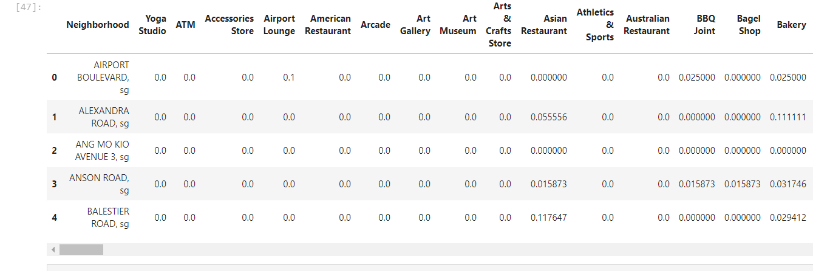 [47]:
Neighborhood Yoga Studio ATM Accessories Store Airport Lounge American Restaurant Arcade Art Gallery Art Museum Arts & Crafts Store Asian Restaurant Athletics & Sports Australian Restaurant BBQ Joint Bagel Shop Bakery
0 AIRPORT BOULEVARD, sg 0.0 0.0 0.0 0.1 0.0 0.0 0.0 0.0 0.0 0.000000 0.0 0.0 0.025000 0.000000 0.025000
1 ALEXANDRA ROAD, sg 0.0 0.0 0.0 0.0 0.0 0.0 0.0 0.0 0.0 0.055556 0.0 0.0 0.000000 0.000000 0.111111
2 ANG MO KIO AVENUE 3, sg 0.0 0.0 0.0 0.0 0.0 0.0 0.0 0.0 0.0 0.000000 0.0 0.0 0.000000 0.000000 0.000000
3 ANSON ROAD, sg 0.0 0.0 0.0 0.0 0.0 0.0 0.0 0.0 0.0 0.015873 0.0 0.0 0.015873 0.015873 0.031746
4 BALESTIER ROAD, sg 0.0 0.0 0.0 0.0 0.0 0.0 0.0 0.0 0.0 0.117647 0.0 0.0 0.000000 0.000000 0.029412